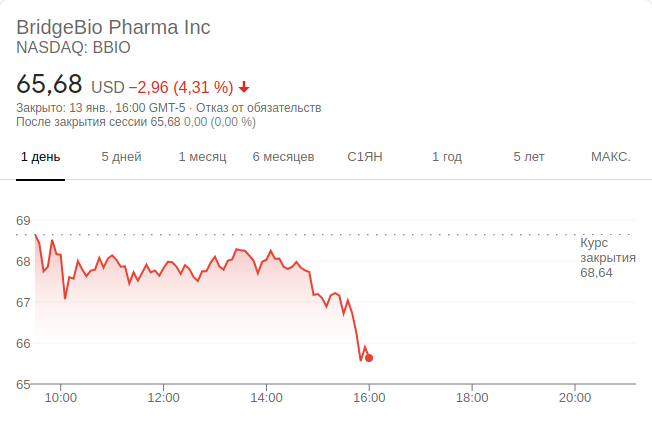 BridgeBio Pharma Inc
NASDAQ: BBIO
65,68 USD −2,96 (4,31 %)
Закрыто: 13 янв., 16:00 GMT-5 · Отказ от обязательств
После закрытия сессии 65,68 0,00 (0,00 %)
1 день 5 дней 1 месяц 6 месяцев С1ЯН 1 год 5 лет МАКС.
69
Курс
закрытия
68,64
68
67
66
65
10:00 12:00 14:00 16:00 18:00 20:00